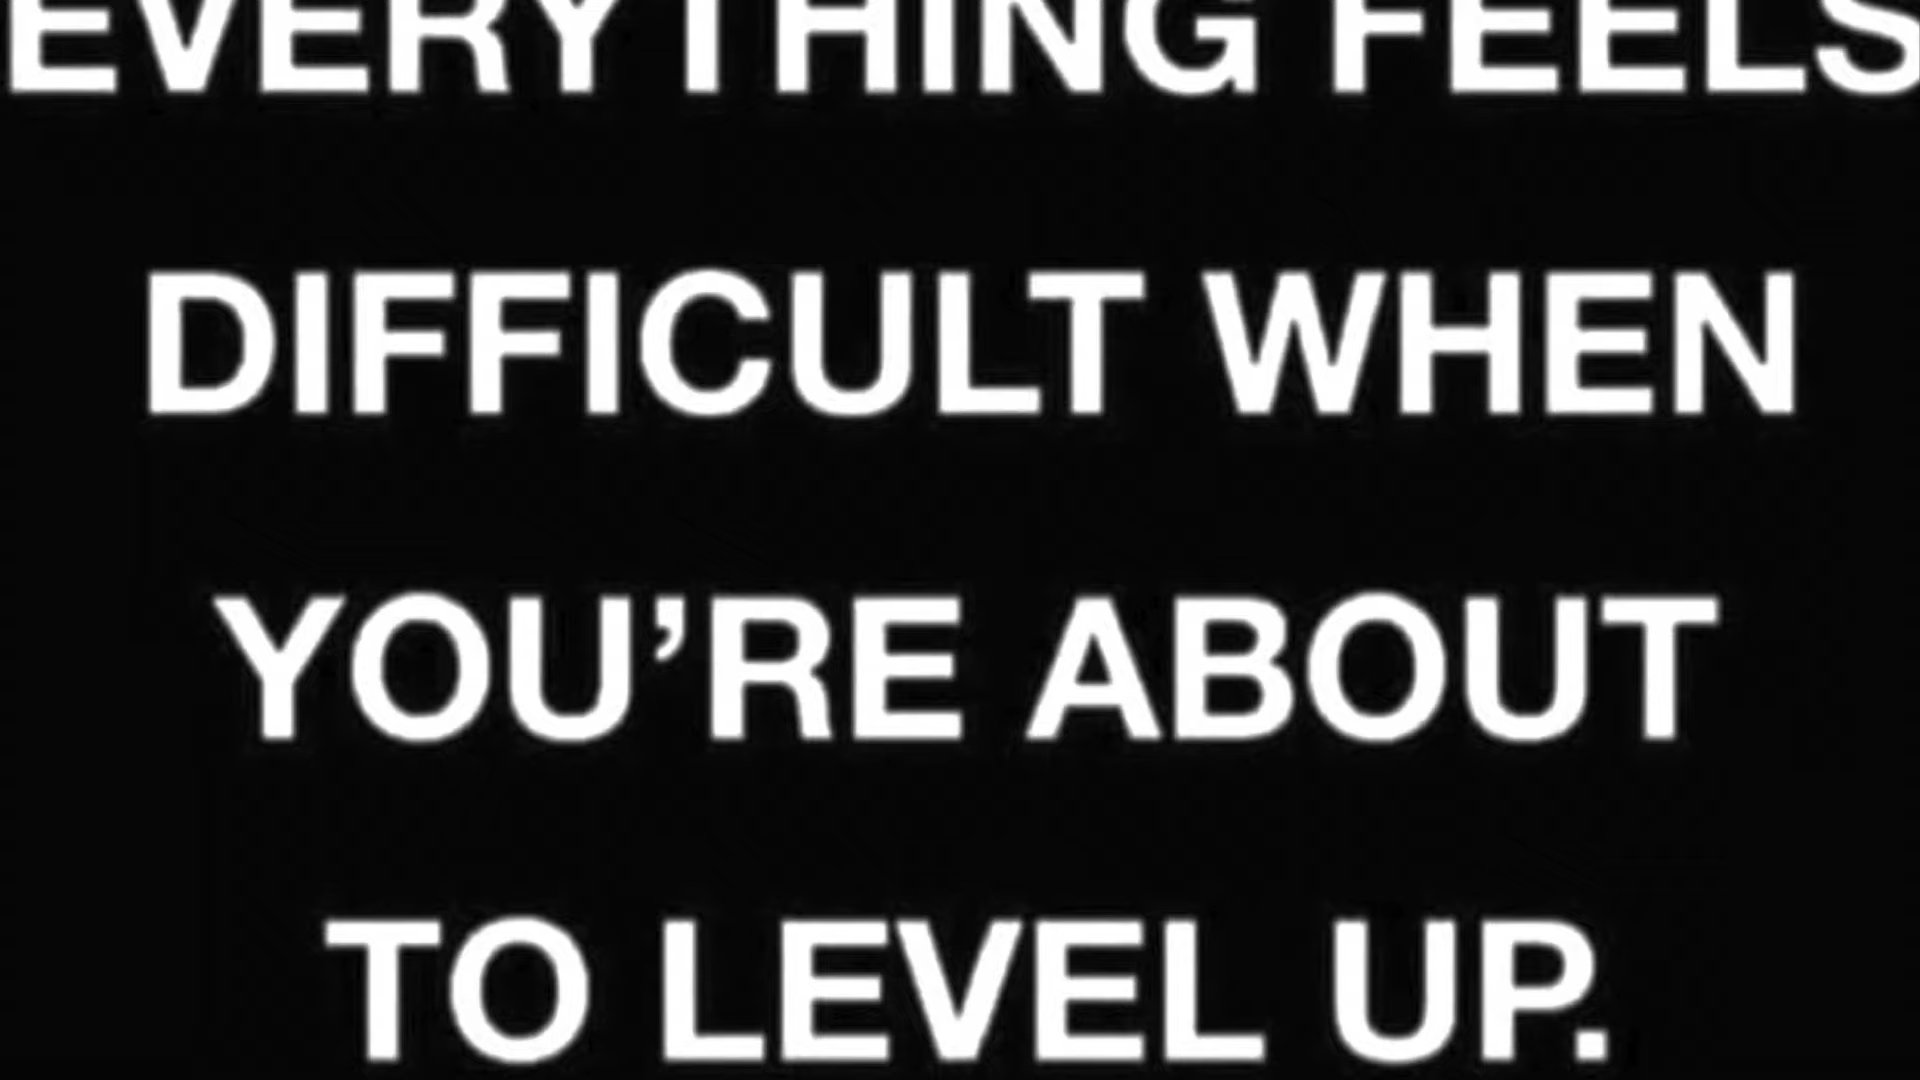 EVERYTHING FEELS
DIFFICULT WHEN
YOU’RE ABOUT
TO LEVEL UP.